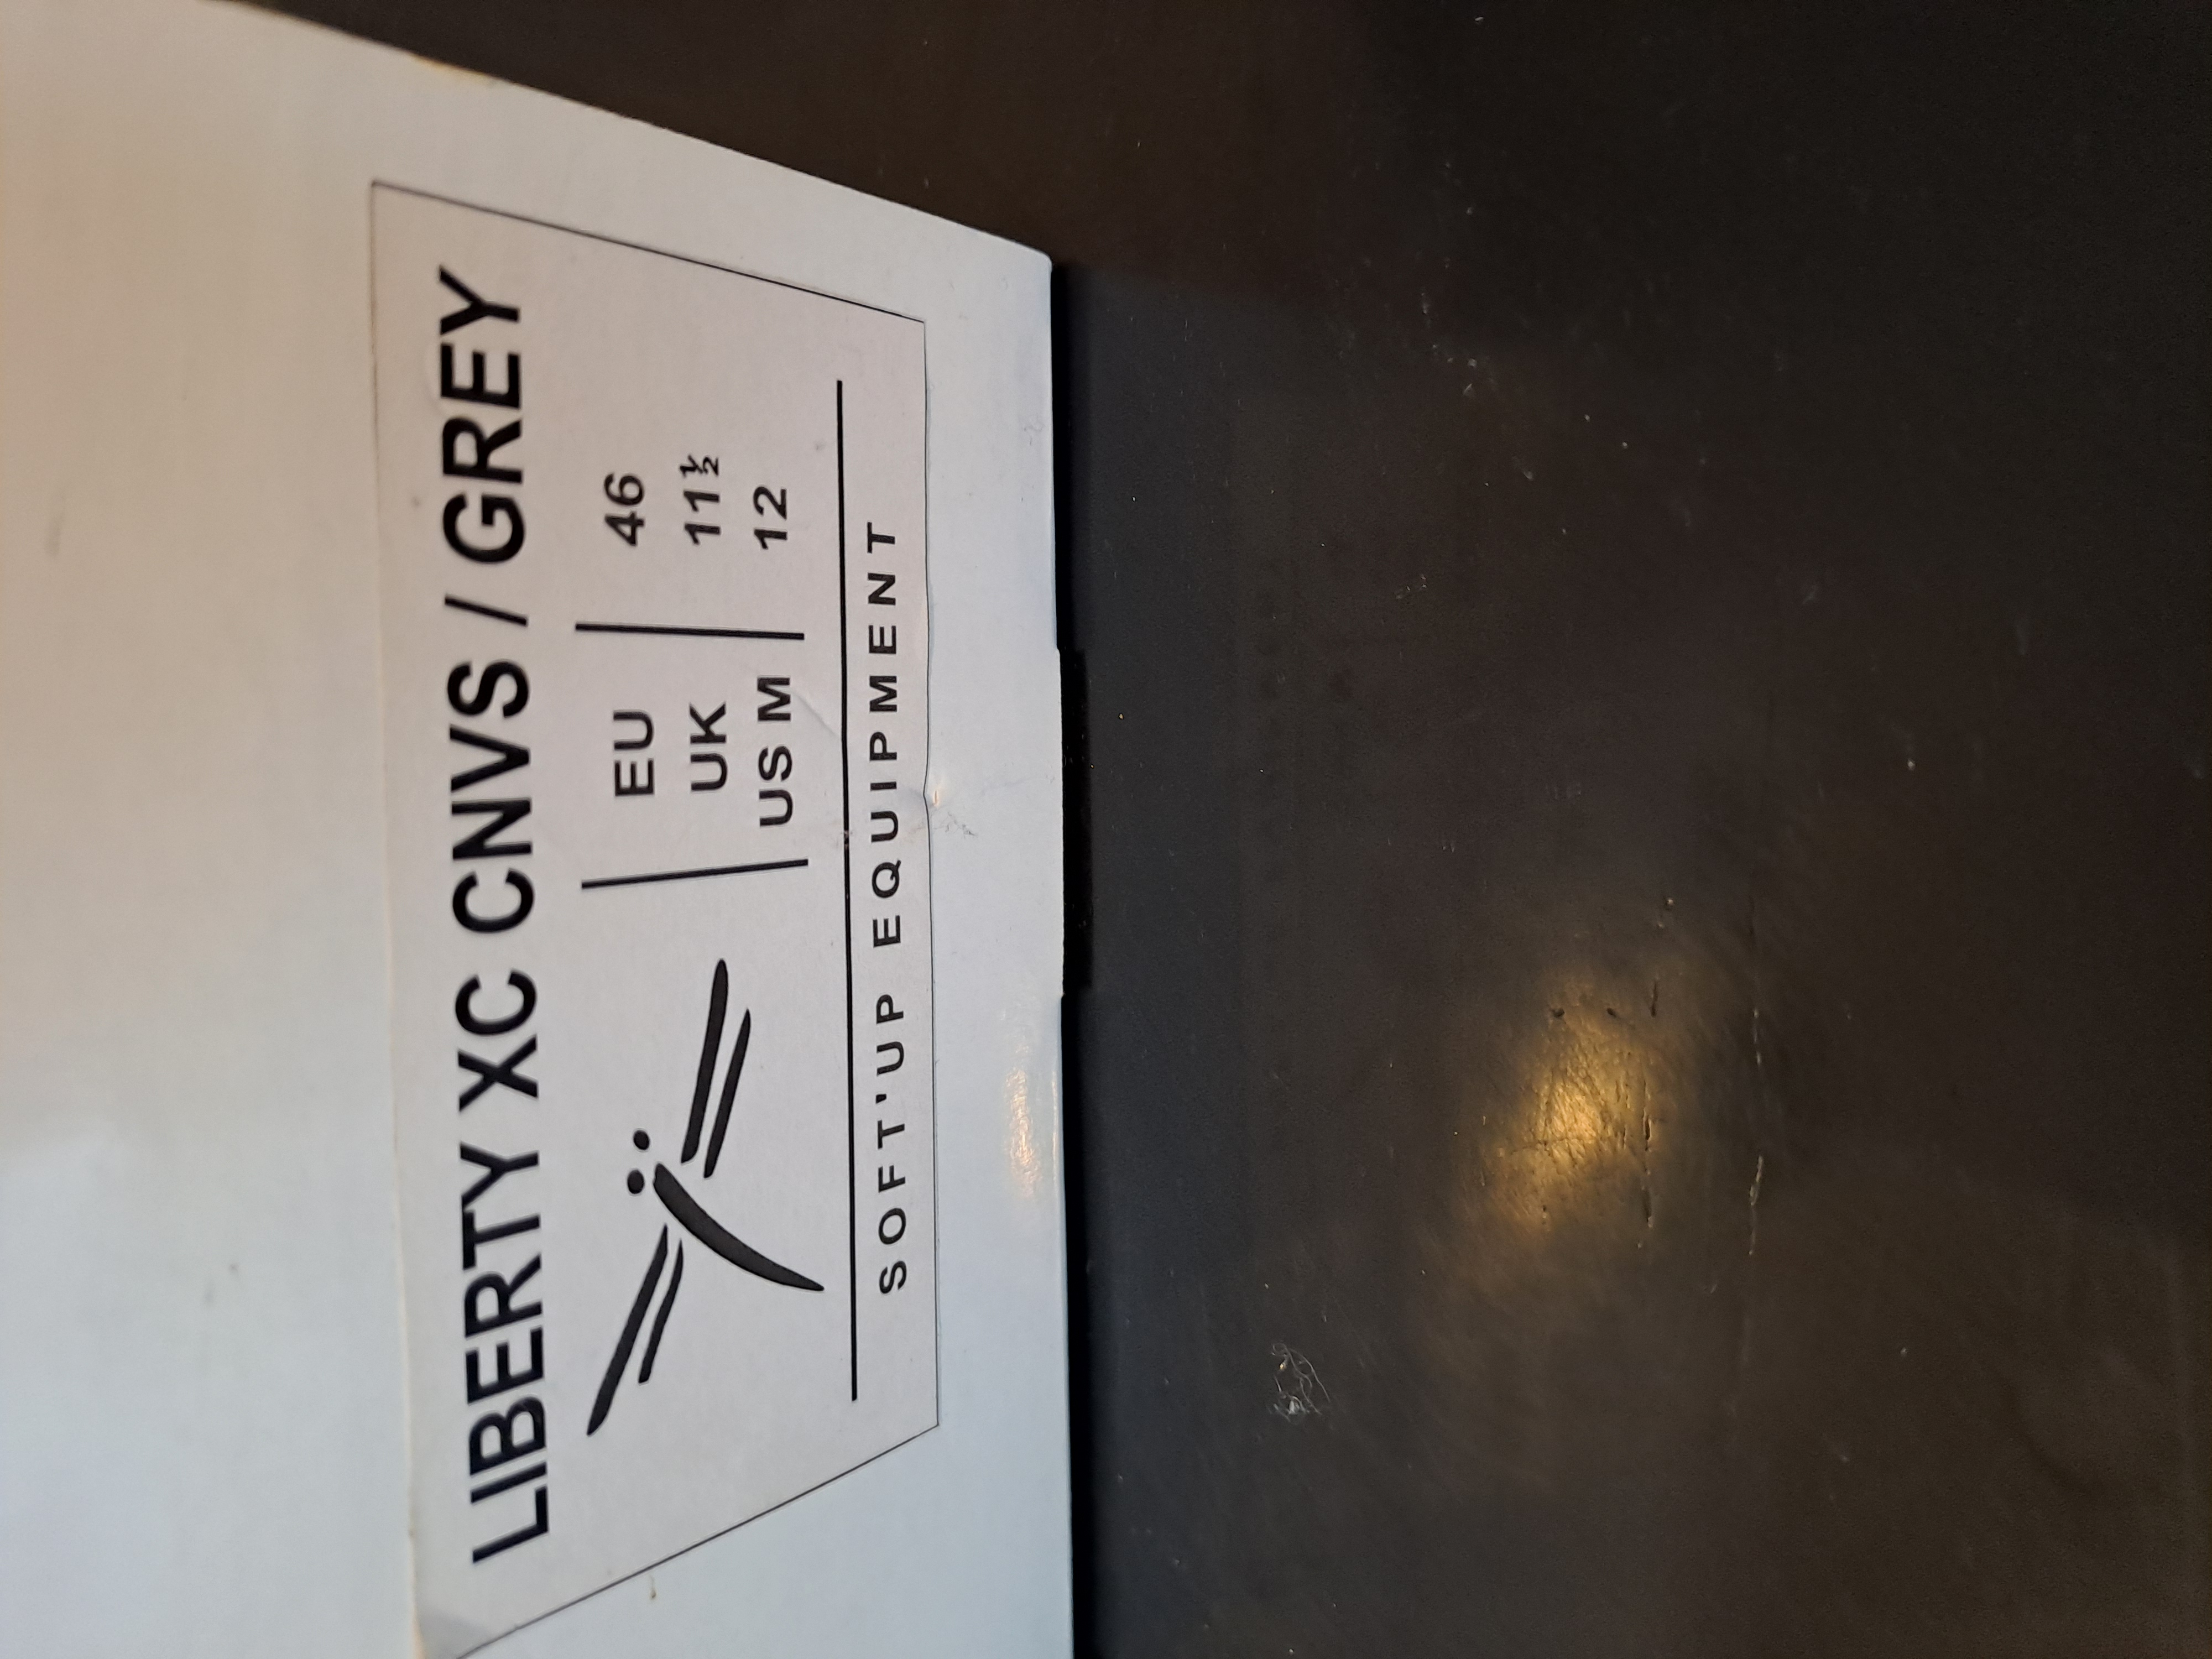 LIBERTY XC CNVS / GREY
EU 46
UK 11½
US M 12
SOFT'UP EQUIPMENT